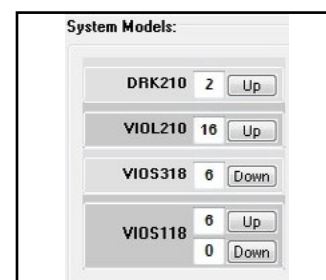 System Models:
DRK210 2 Up
VIOL210 16 Up
VIOS318 6 Down
VIOS118 6 Up
0 Down